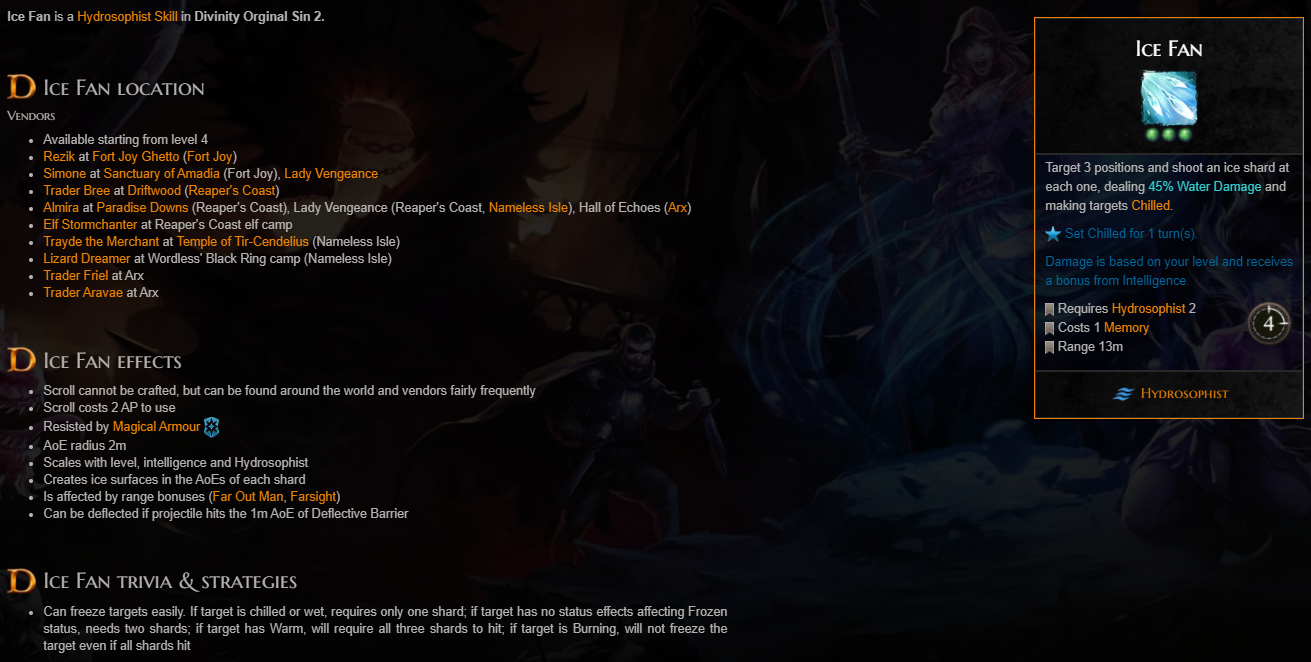 Ice Fan is a Hydrosophist Skill in Divinity Orginal Sin 2.
Ice Fan location
Vendors
Available starting from level 4
Rezik at Fort Joy Ghetto (Fort Joy)
Simone at Sanctuary of Amadia (Fort Joy), Lady Vengeance
Trader Bree at Driftwood (Reaper's Coast)
Almira at Paradise Downs (Reaper's Coast), Lady Vengeance (Reaper's Coast, Nameless Isle), Hall of Echoes (Arx)
Elf Stormchanter at Reaper's Coast elf camp
Trayde the Merchant at Temple of Tir-Cendelius (Nameless Isle)
Lizard Dreamer at Wordless' Black Ring camp (Nameless Isle)
Trader Friel at Arx
Trader Aravae at Arx
Ice Fan effects
Scroll cannot be crafted, but can be found around the world and vendors fairly frequently
Scroll costs 2 AP to use
Resisted by Magical Armour
AoE radius 2m
Scales with level, intelligence and Hydrosophist
Creates ice surfaces in the AoEs of each shard
Is affected by range bonuses (Far Out Man, Farsight)
Can be deflected if projectile hits the 1m AoE of Deflective Barrier
Ice Fan trivia & strategies
Can freeze targets easily. If target is chilled or wet, requires only one shard; if target has no status effects affecting Frozen
status, needs two shards; if target has Warm, will require all three shards to hit; if target is Burning, will not freeze the
target even if all shards hit
Ice Fan
Target 3 positions and shoot an ice shard at
each one, dealing 45% Water Damage and
making targets Chilled.
Set Chilled for 1 turn(s).
Damage is based on your level and receives
a bonus from Intelligence.
Requires Hydrosophist 2
Costs 1 Memory
Range 13m
4
Hydrosophist